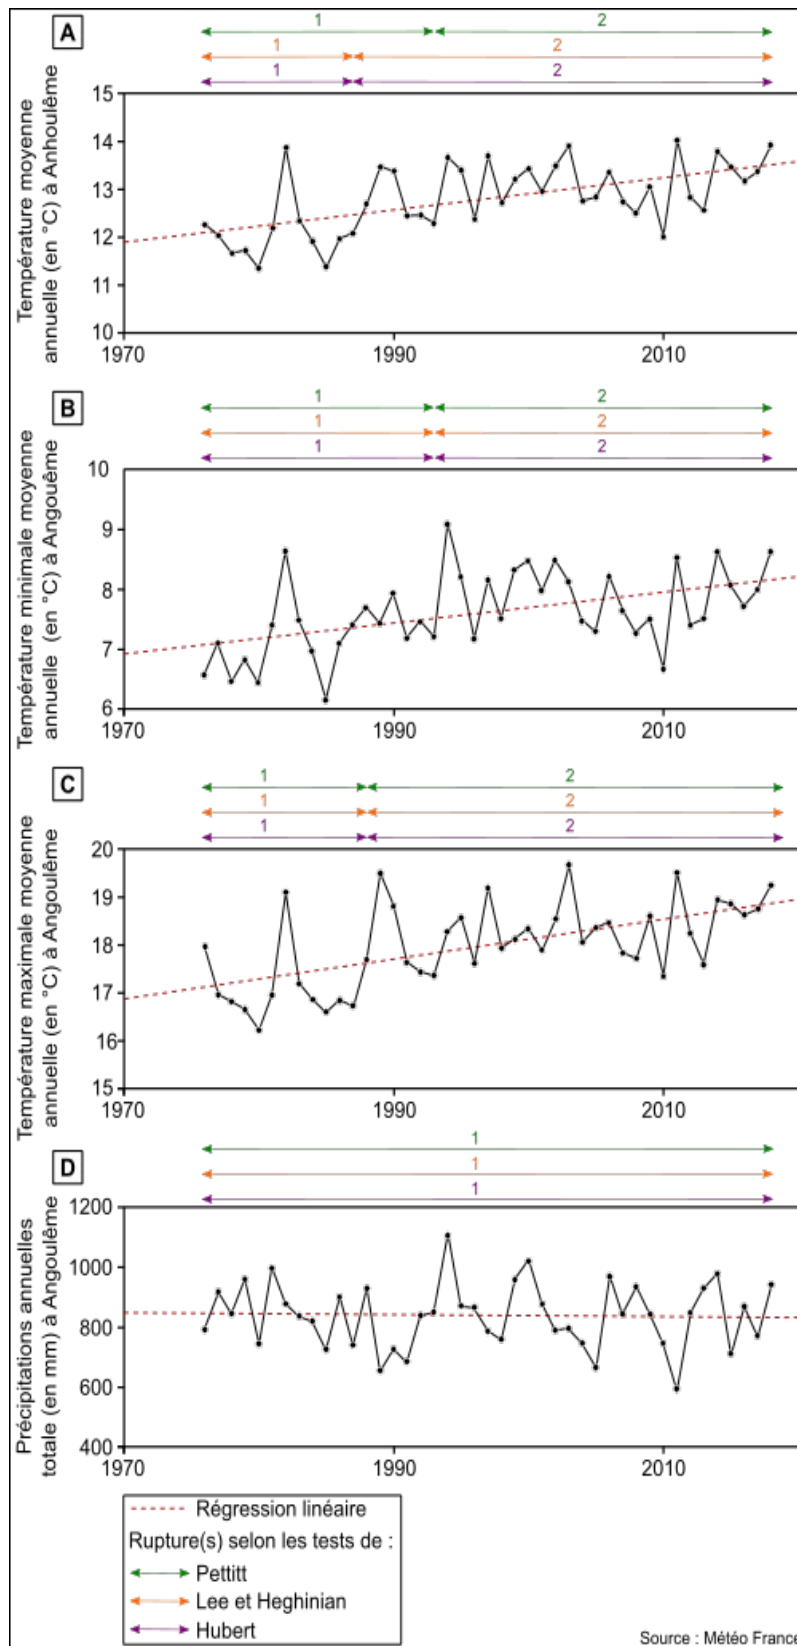 A
1 2
1 2
1 2
Température moyenne
annuelle (en °C) à Anhoulême
15
14
13
12
11
10
1970 1990 2010
B
1 2
1 2
1 2
Température minimale moyenne
annuelle (en °C) à Angouême
10
9
8
7
6
1970 1990 2010
C
1 2
1 2
1 2
Température maximale moyenne
annuelle (en °C) à Angoulême
20
19
18
17
16
15
1970 1990 2010
D
1
1
1
Précipitations annuelles
totale (en mm) à Angoulême
1200
1000
800
600
400
1970 1990 2010
Régression linéaire
Rupture(s) selon les tests de :
Pettitt
Lee et Heghinian
Hubert
Source : Météo France